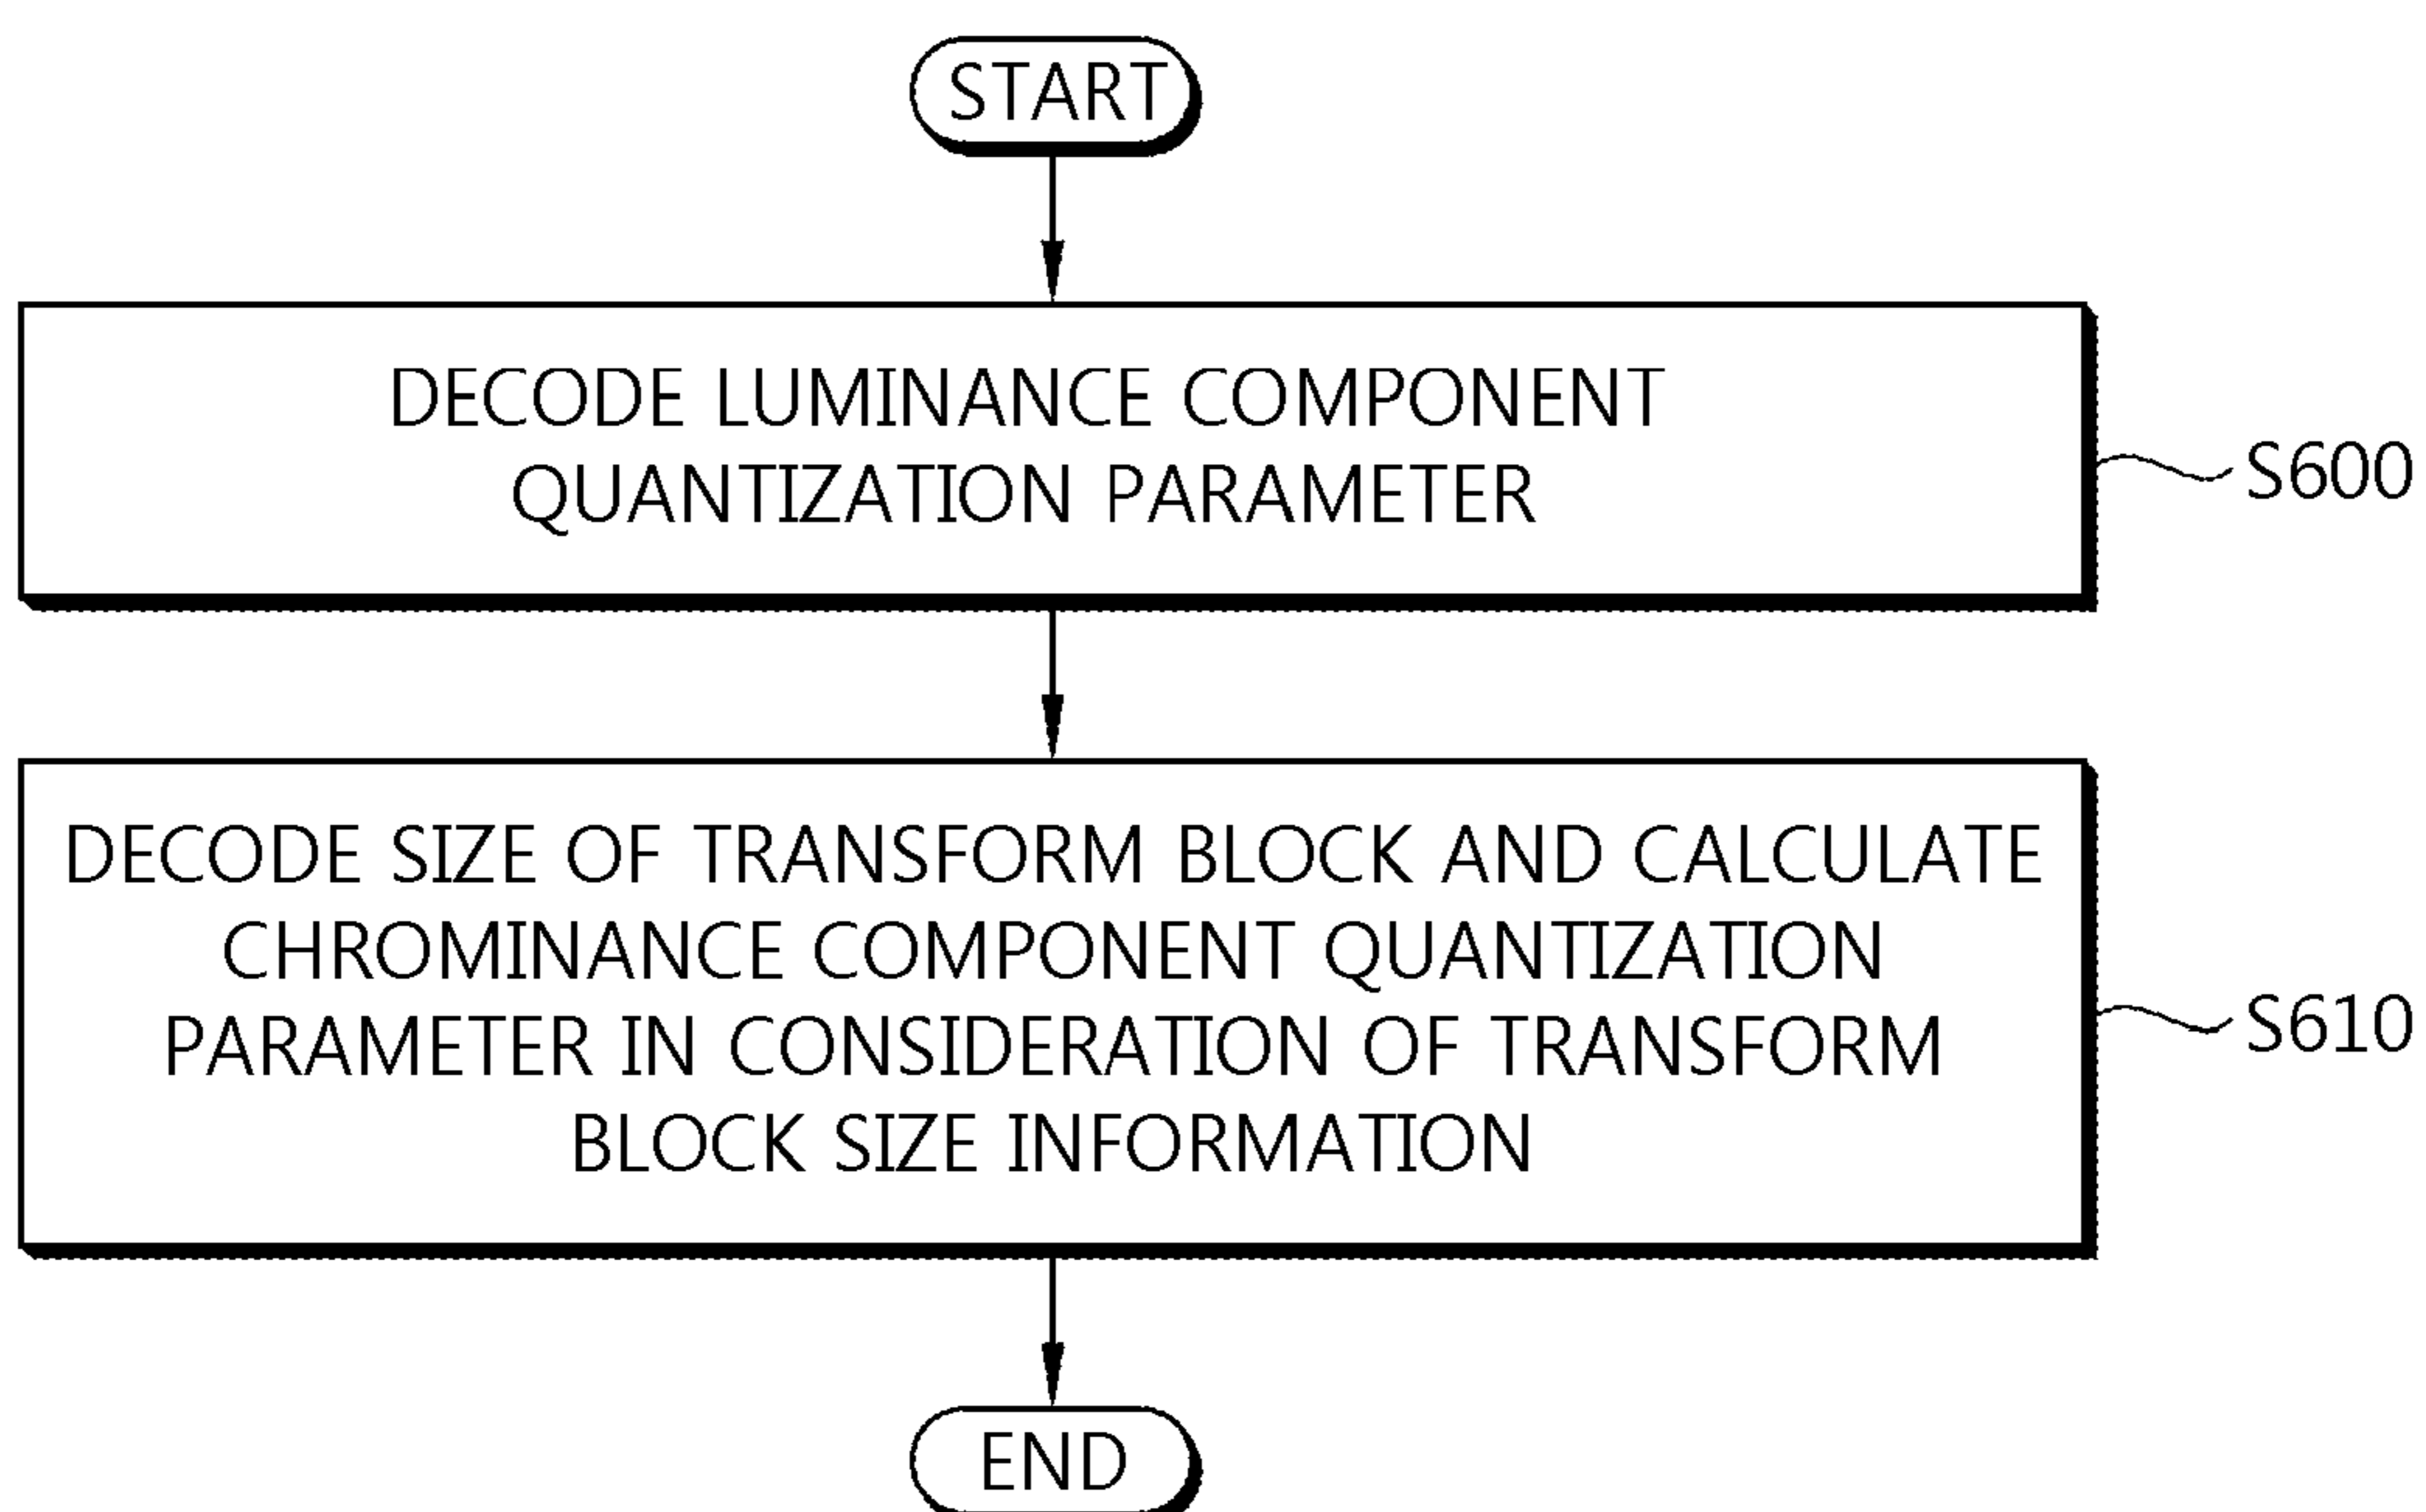 START
DECODE LUMINANCE COMPONENT
QUANTIZATION PARAMETER
S600
DECODE SIZE OF TRANSFORM BLOCK AND CALCULATE
CHROMINANCE COMPONENT QUANTIZATION
PARAMETER IN CONSIDERATION OF TRANSFORM
BLOCK SIZE INFORMATION
S610
END